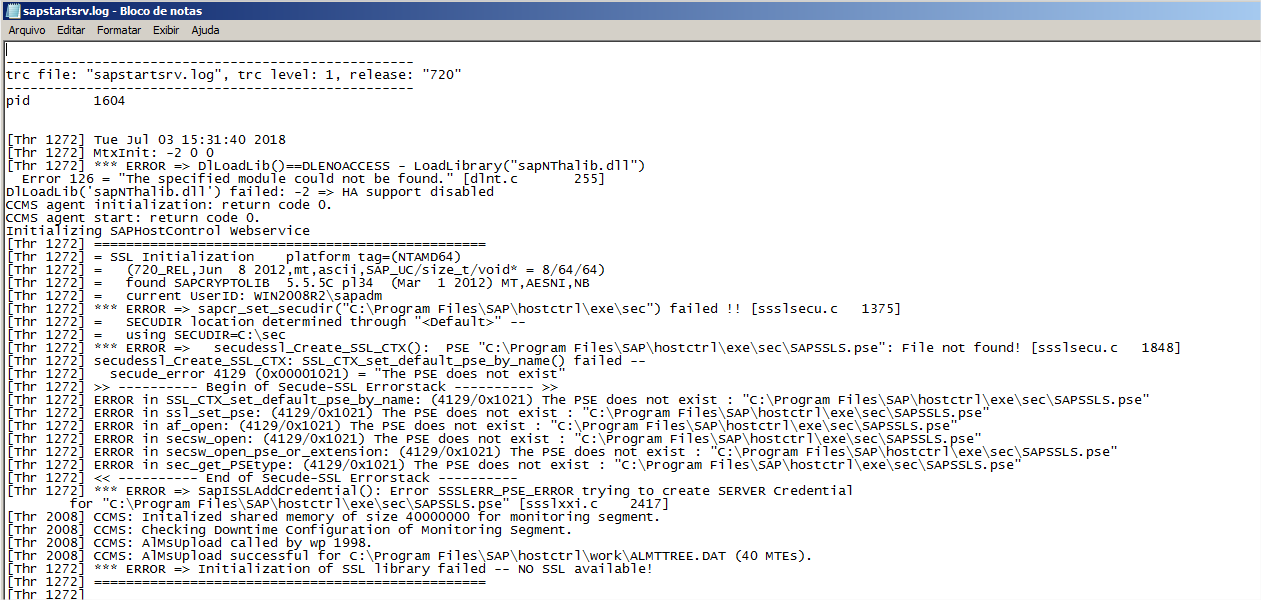 sapstartsrv.log - Bloco de notas
Arquivo Editar Formatar Exibir Ajuda
---------------------------------------------------
trc file: "sapstartsrv.log", trc level: 1, release: "720"
---------------------------------------------------
pid        1604
[Thr 1272] Tue Jul 03 15:31:40 2018
[Thr 1272] MtxInit: -2 0 0
[Thr 1272] *** ERROR => DlLoadLib()==DLENOACCESS - LoadLibrary("sapNThalib.dll")
  Error 126 = "The specified module could not be found." [dlnt.c       255]
DlLoadLib('sapNThalib.dll') failed: -2 => HA support disabled
CCMS agent initialization: return code 0.
CCMS agent start: return code 0.
Initializing SAPHostControl Webservice
[Thr 1272] =================================================
[Thr 1272] = SSL Initialization    platform tag=(NTAMD64)
[Thr 1272] =   (720_REL,Jun  8 2012,mt,ascii,SAP_UC/size_t/void* = 8/64/64)
[Thr 1272] =   found SAPCRYPTOLIB  5.5.5C pl34  (Mar  1 2012) MT,AESNI,NB
[Thr 1272] =   current UserID: WIN2008R2\sapadm
[Thr 1272] *** ERROR => sapcr_set_secudir("C:\Program Files\SAP\hostctrl\exe\sec") failed !! [ssslsecu.c   1375]
[Thr 1272] =   SECUDIR location determined through "<Default>" --
[Thr 1272] =   using SECUDIR=C:\sec
[Thr 1272] *** ERROR =>   secudessl_Create_SSL_CTX():  PSE "C:\Program Files\SAP\hostctrl\exe\sec\SAPSSLS.pse": File not found! [ssslsecu.c   1848]
[Thr 1272] secudessl_Create_SSL_CTX: SSL_CTX_set_default_pse_by_name() failed --
[Thr 1272]   secude_error 4129 (0x00001021) = "The PSE does not exist"
[Thr 1272] >> ---------- Begin of Secude-SSL Errorstack ---------- >>
[Thr 1272] ERROR in SSL_CTX_set_default_pse_by_name: (4129/0x1021) The PSE does not exist : "C:\Program Files\SAP\hostctrl\exe\sec\SAPSSLS.pse"
[Thr 1272] ERROR in ssl_set_pse: (4129/0x1021) The PSE does not exist : "C:\Program Files\SAP\hostctrl\exe\sec\SAPSSLS.pse"
[Thr 1272] ERROR in af_open: (4129/0x1021) The PSE does not exist : "C:\Program Files\SAP\hostctrl\exe\sec\SAPSSLS.pse"
[Thr 1272] ERROR in secsw_open: (4129/0x1021) The PSE does not exist : "C:\Program Files\SAP\hostctrl\exe\sec\SAPSSLS.pse"
[Thr 1272] ERROR in secsw_open_pse_or_extension: (4129/0x1021) The PSE does not exist : "C:\Program Files\SAP\hostctrl\exe\sec\SAPSSLS.pse"
[Thr 1272] ERROR in sec_get_PSEtype: (4129/0x1021) The PSE does not exist : "C:\Program Files\SAP\hostctrl\exe\sec\SAPSSLS.pse"
[Thr 1272] << ---------- End of Secude-SSL Errorstack ----------
[Thr 1272] *** ERROR => SapISSLAddCredential(): Error SSSLERR_PSE_ERROR trying to create SERVER Credential
        for "C:\Program Files\SAP\hostctrl\exe\sec\SAPSSLS.pse" [ssslxxi.c    2417]
[Thr 2008] CCMS: Initalized shared memory of size 40000000 for monitoring segment.
[Thr 2008] CCMS: Checking Downtime Configuration of Monitoring Segment.
[Thr 2008] CCMS: AlMsUpload called by wp 1998.
[Thr 2008] CCMS: AlMsUpload successful for C:\Program Files\SAP\hostctrl\work\ALMTTREE.DAT (40 MTEs).
[Thr 1272] *** ERROR => Initialization of SSL library failed -- NO SSL available!
[Thr 1272] =================================================
[Thr 1272]